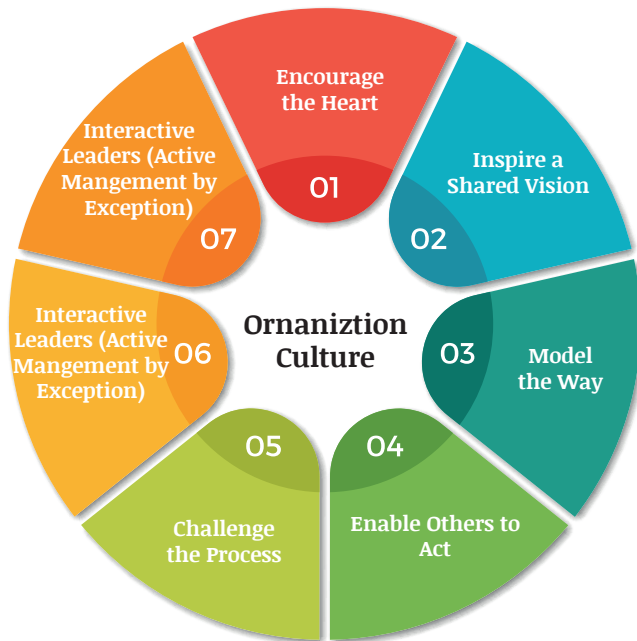 Encourage
the Heart
01
Inspire a
Shared Vision
02
Model
the Way
03
Enable Others to
Act
04
Challenge
the Process
05
Interactive
Leaders (Active
Mangement by
Exception)
06
Interactive
Leaders (Active
Mangement by
Exception)
07
Ornaniztion
Culture